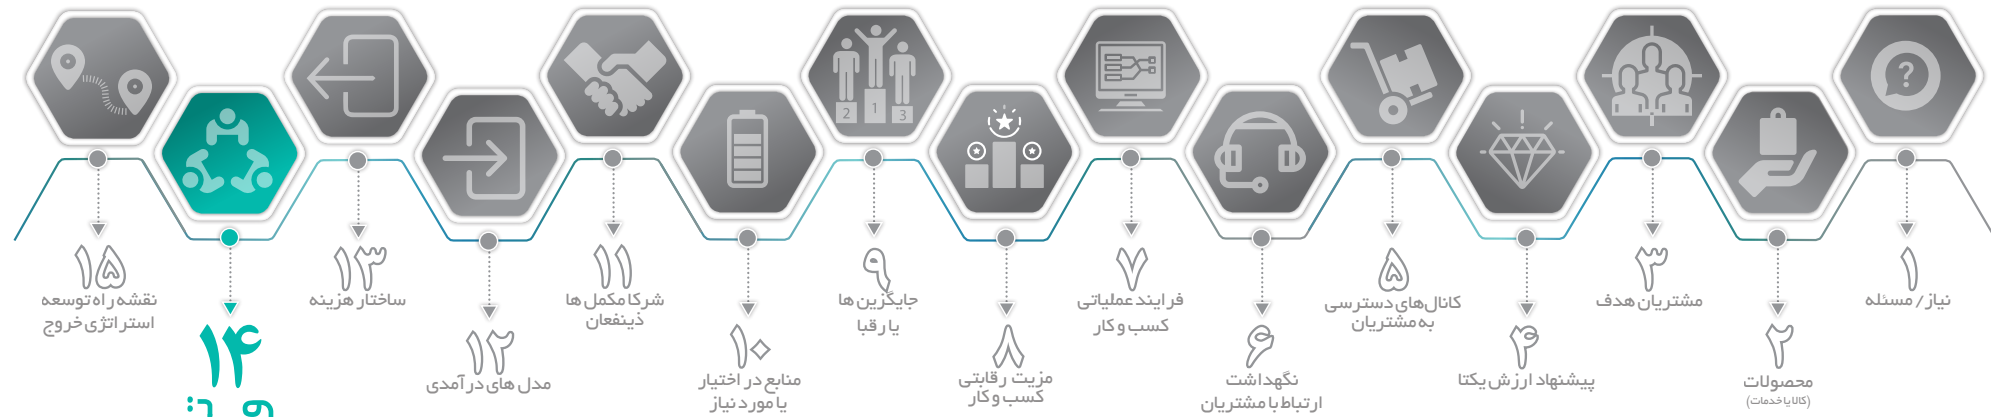 ۱
نیاز/ مسئله
۲
محصولات
(کالا یا خدمات)
۳
مشتریان هدف
۴
پیشنهاد ارزش یکتا
۵
کانال‌های دسترسی
به مشتریان
۶
نگهداشت
ارتباط با مشتریان
۷
فرایند عملیاتی
کسب و کار
۸
مزیت رقابتی
کسب و کار
۹
جایگزین ها
یا رقبا
۱۰
منابع در اختیار
یا مورد نیاز
۱۱
شرکا مکمل ها
ذینفعان
۱۲
مدل های درآمدی
۱۳
ساختار هزینه
۱۴
۱۵
نقشه راه توسعه
استراتژی خروج
?
2 1 3